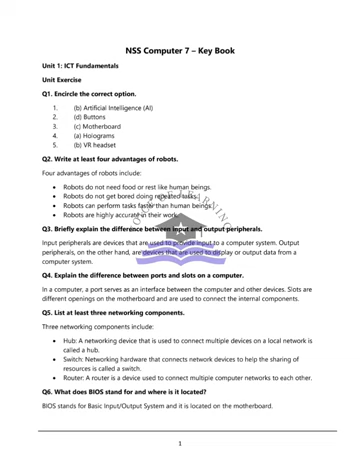 NSS Computer 7 – Key Book
Unit 1: ICT Fundamentals
Unit Exercise
Q1. Encircle the correct option.
1. (b) Artificial Intelligence (AI)
2. (d) Buttons
3. (c) Motherboard
4. (a) Holograms
5. (b) VR headset
Q2. Write at least four advantages of robots.
Four advantages of robots include:
• Robots do not need food or rest like human beings.
• Robots do not get bored doing repeated tasks.
• Robots can perform tasks faster than human beings.
• Robots are highly accurate in their work.
Q3. Briefly explain the difference between input and output peripherals.
Input peripherals are devices that are used to provide input to a computer system. Output
peripherals, on the other hand, are devices that are used to display or output data from a
computer system.
Q4. Explain the difference between ports and slots on a computer.
In a computer, a port serves as an interface between the computer and other devices. Slots are
different openings on the motherboard and are used to connect the internal components.
Q5. List at least three networking components.
Three networking components include:
• Hub: A networking device that is used to connect multiple devices on a local network is
called a hub.
• Switch: Networking hardware that connects network devices to help the sharing of
resources is called a switch.
• Router: A router is a device used to connect multiple computer networks to each other.
Q6. What does BIOS stand for and where is it located?
BIOS stands for Basic Input/Output System and it is located on the motherboard.
1